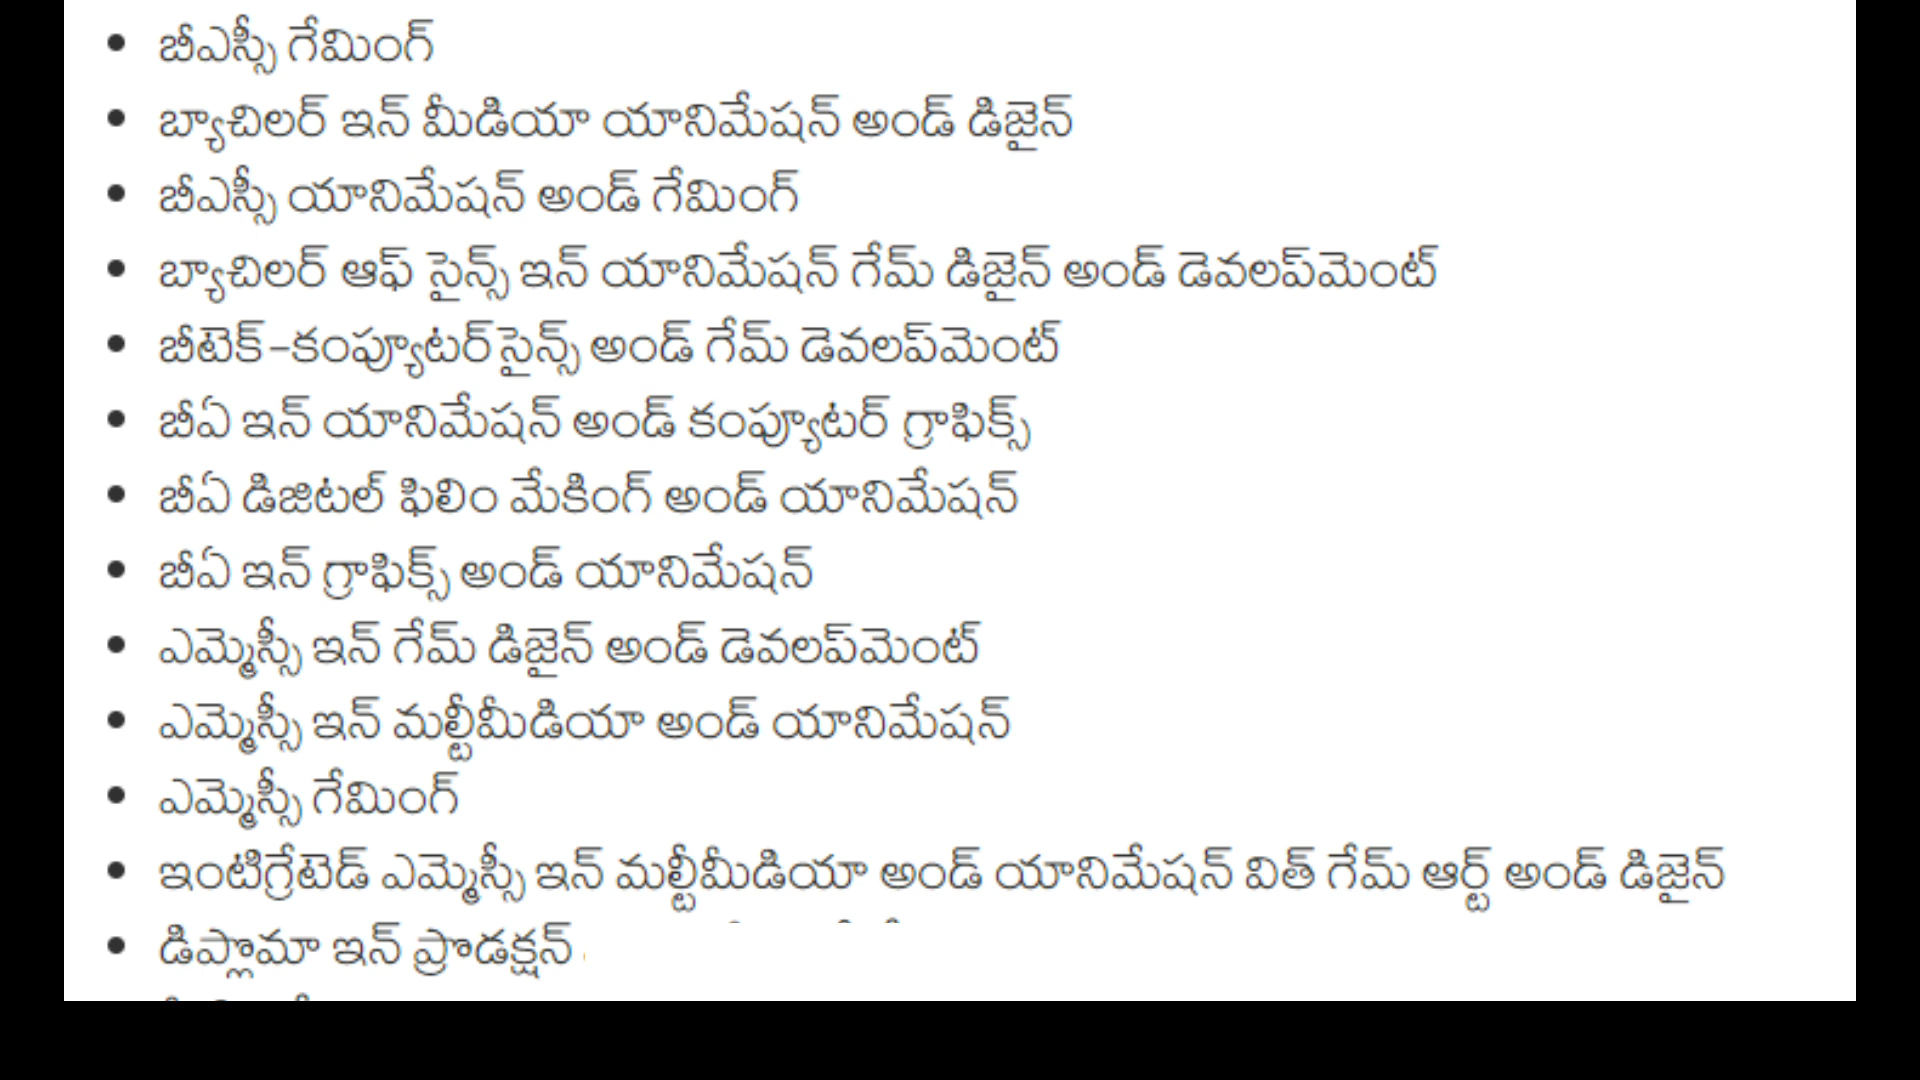 • బీఎస్సీ గేమింగ్
• బ్యాచిలర్ ఇన్ మీడియా యానిమేషన్ అండ్ డిజైన్
• బీఎస్సీ యానిమేషన్ అండ్ గేమింగ్
• బ్యాచిలర్ ఆఫ్ సైన్స్ ఇన్ యానిమేషన్ గేమ్ డిజైన్ అండ్ డెవలప్‌మెంట్
• బీటెక్-కంప్యూటర్‌సైన్స్ అండ్ గేమ్ డెవలప్‌మెంట్
• బీఏ ఇన్ యానిమేషన్ అండ్ కంప్యూటర్ గ్రాఫిక్స్
• బీఏ డిజిటల్ ఫిలిం మేకింగ్ అండ్ యానిమేషన్
• బీఏ ఇన్ గ్రాఫిక్స్ అండ్ యానిమేషన్
• ఎమ్మెస్సీ ఇన్ గేమ్ డిజైన్ అండ్ డెవలప్‌మెంట్
• ఎమ్మెస్సీ ఇన్ మల్టీమీడియా అండ్ యానిమేషన్
• ఎమ్మెస్సీ గేమింగ్
• ఇంటిగ్రేటెడ్ ఎమ్మెస్సీ ఇన్ మల్టీమీడియా అండ్ యానిమేషన్ విత్ గేమ్ ఆర్ట్ అండ్ డిజైన్
• డిప్లొమా ఇన్ ప్రొడక్షన్